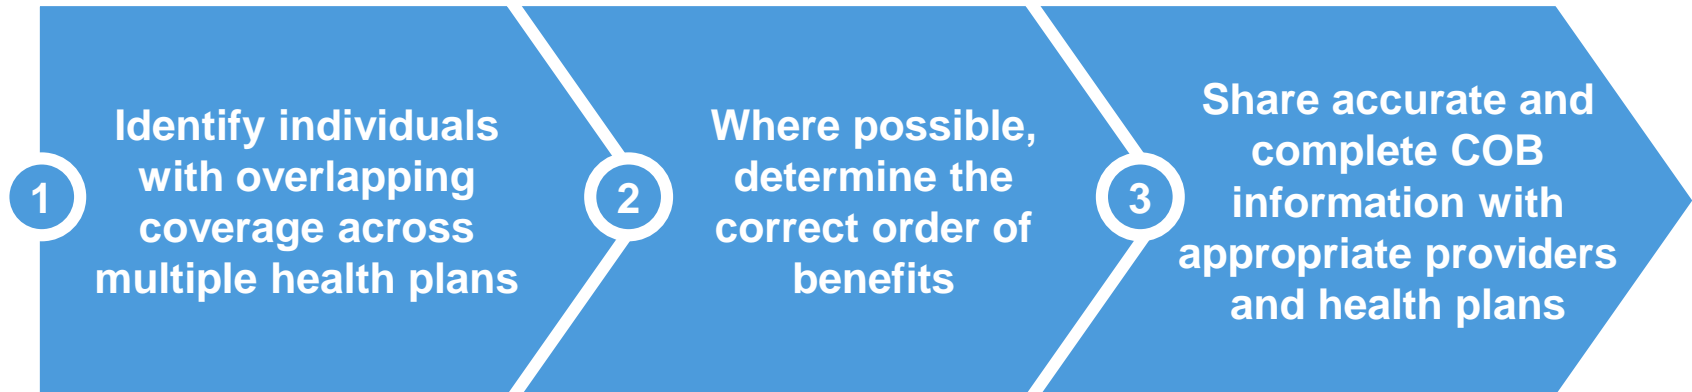 1
Identify individuals
with overlapping
coverage across
multiple health plans
2
Where possible,
determine the
correct order of
benefits
3
Share accurate and
complete COB
information with
appropriate providers
and health plans